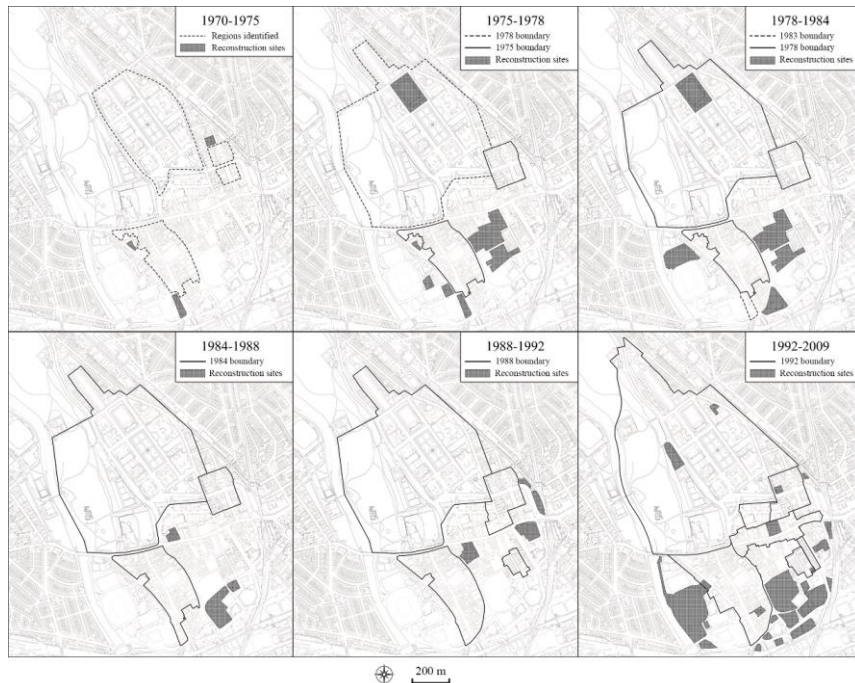 1970-1975
Regions identified
Reconstruction sites
1975-1978
1978 boundary
1975 boundary
Reconstruction sites
1978-1984
1983 boundary
1978 boundary
Reconstruction sites
1984-1988
1984 boundary
Reconstruction sites
1988-1992
1988 boundary
Reconstruction sites
1992-2009
1992 boundary
Reconstruction sites
200 m